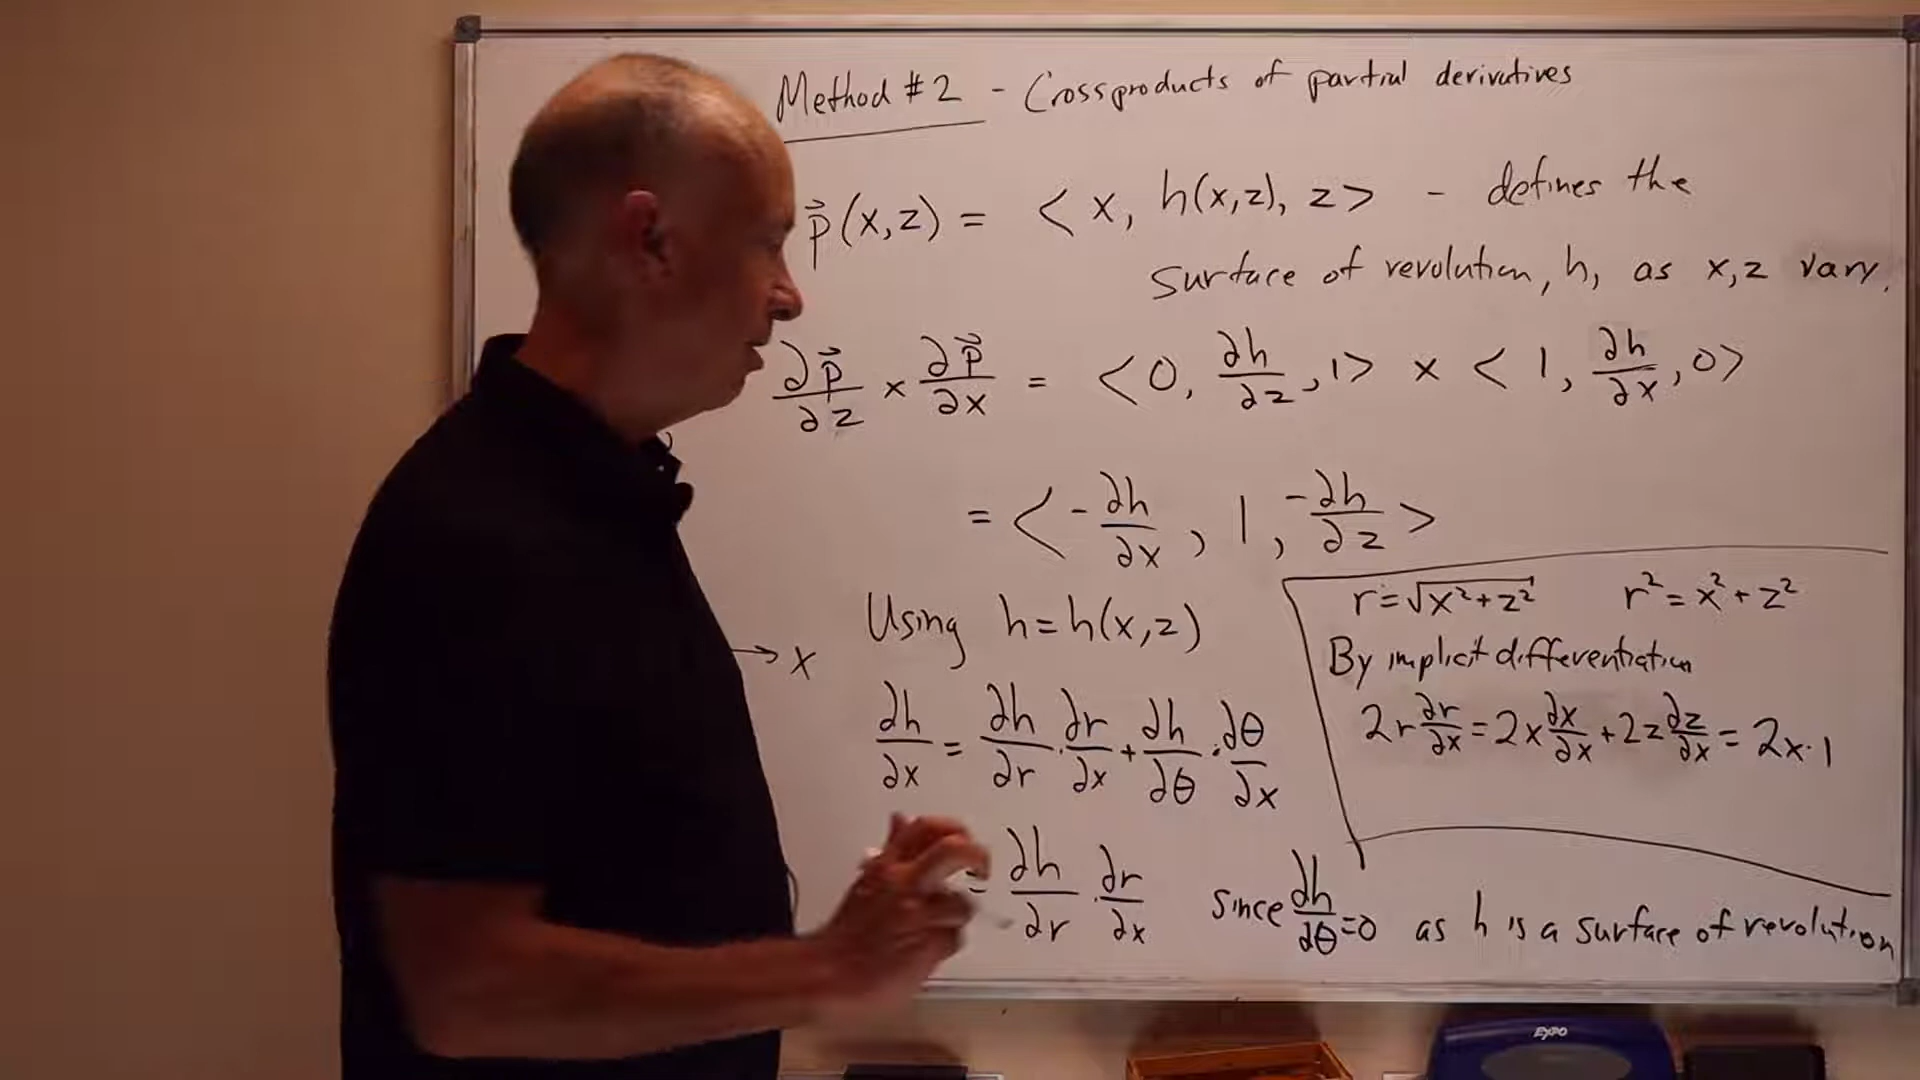 Method #2 - Crossproducts of partial derivatives
p⃗(x,z) = <x, h(x,z), z> - defines the
surface of revolution, h, as x,z vary.
∂p⃗/∂z × ∂p⃗/∂x = <0, ∂h/∂z, 1> × <1, ∂h/∂x, 0>
= <-∂h/∂x, 1, -∂h/∂z>
Using h=h(x,z)
→ x
∂h/∂x = ∂h/∂r · ∂r/∂x + ∂h/∂θ · ∂θ/∂x
= ∂h/∂r · ∂r/∂x since ∂h/∂θ=0 as h is a surface of revolution
r=√x²+z² r²=x²+z²
By implicit differentiation
2r ∂r/∂x = 2x ∂x/∂x + 2z ∂z/∂x = 2x·1
EXPO